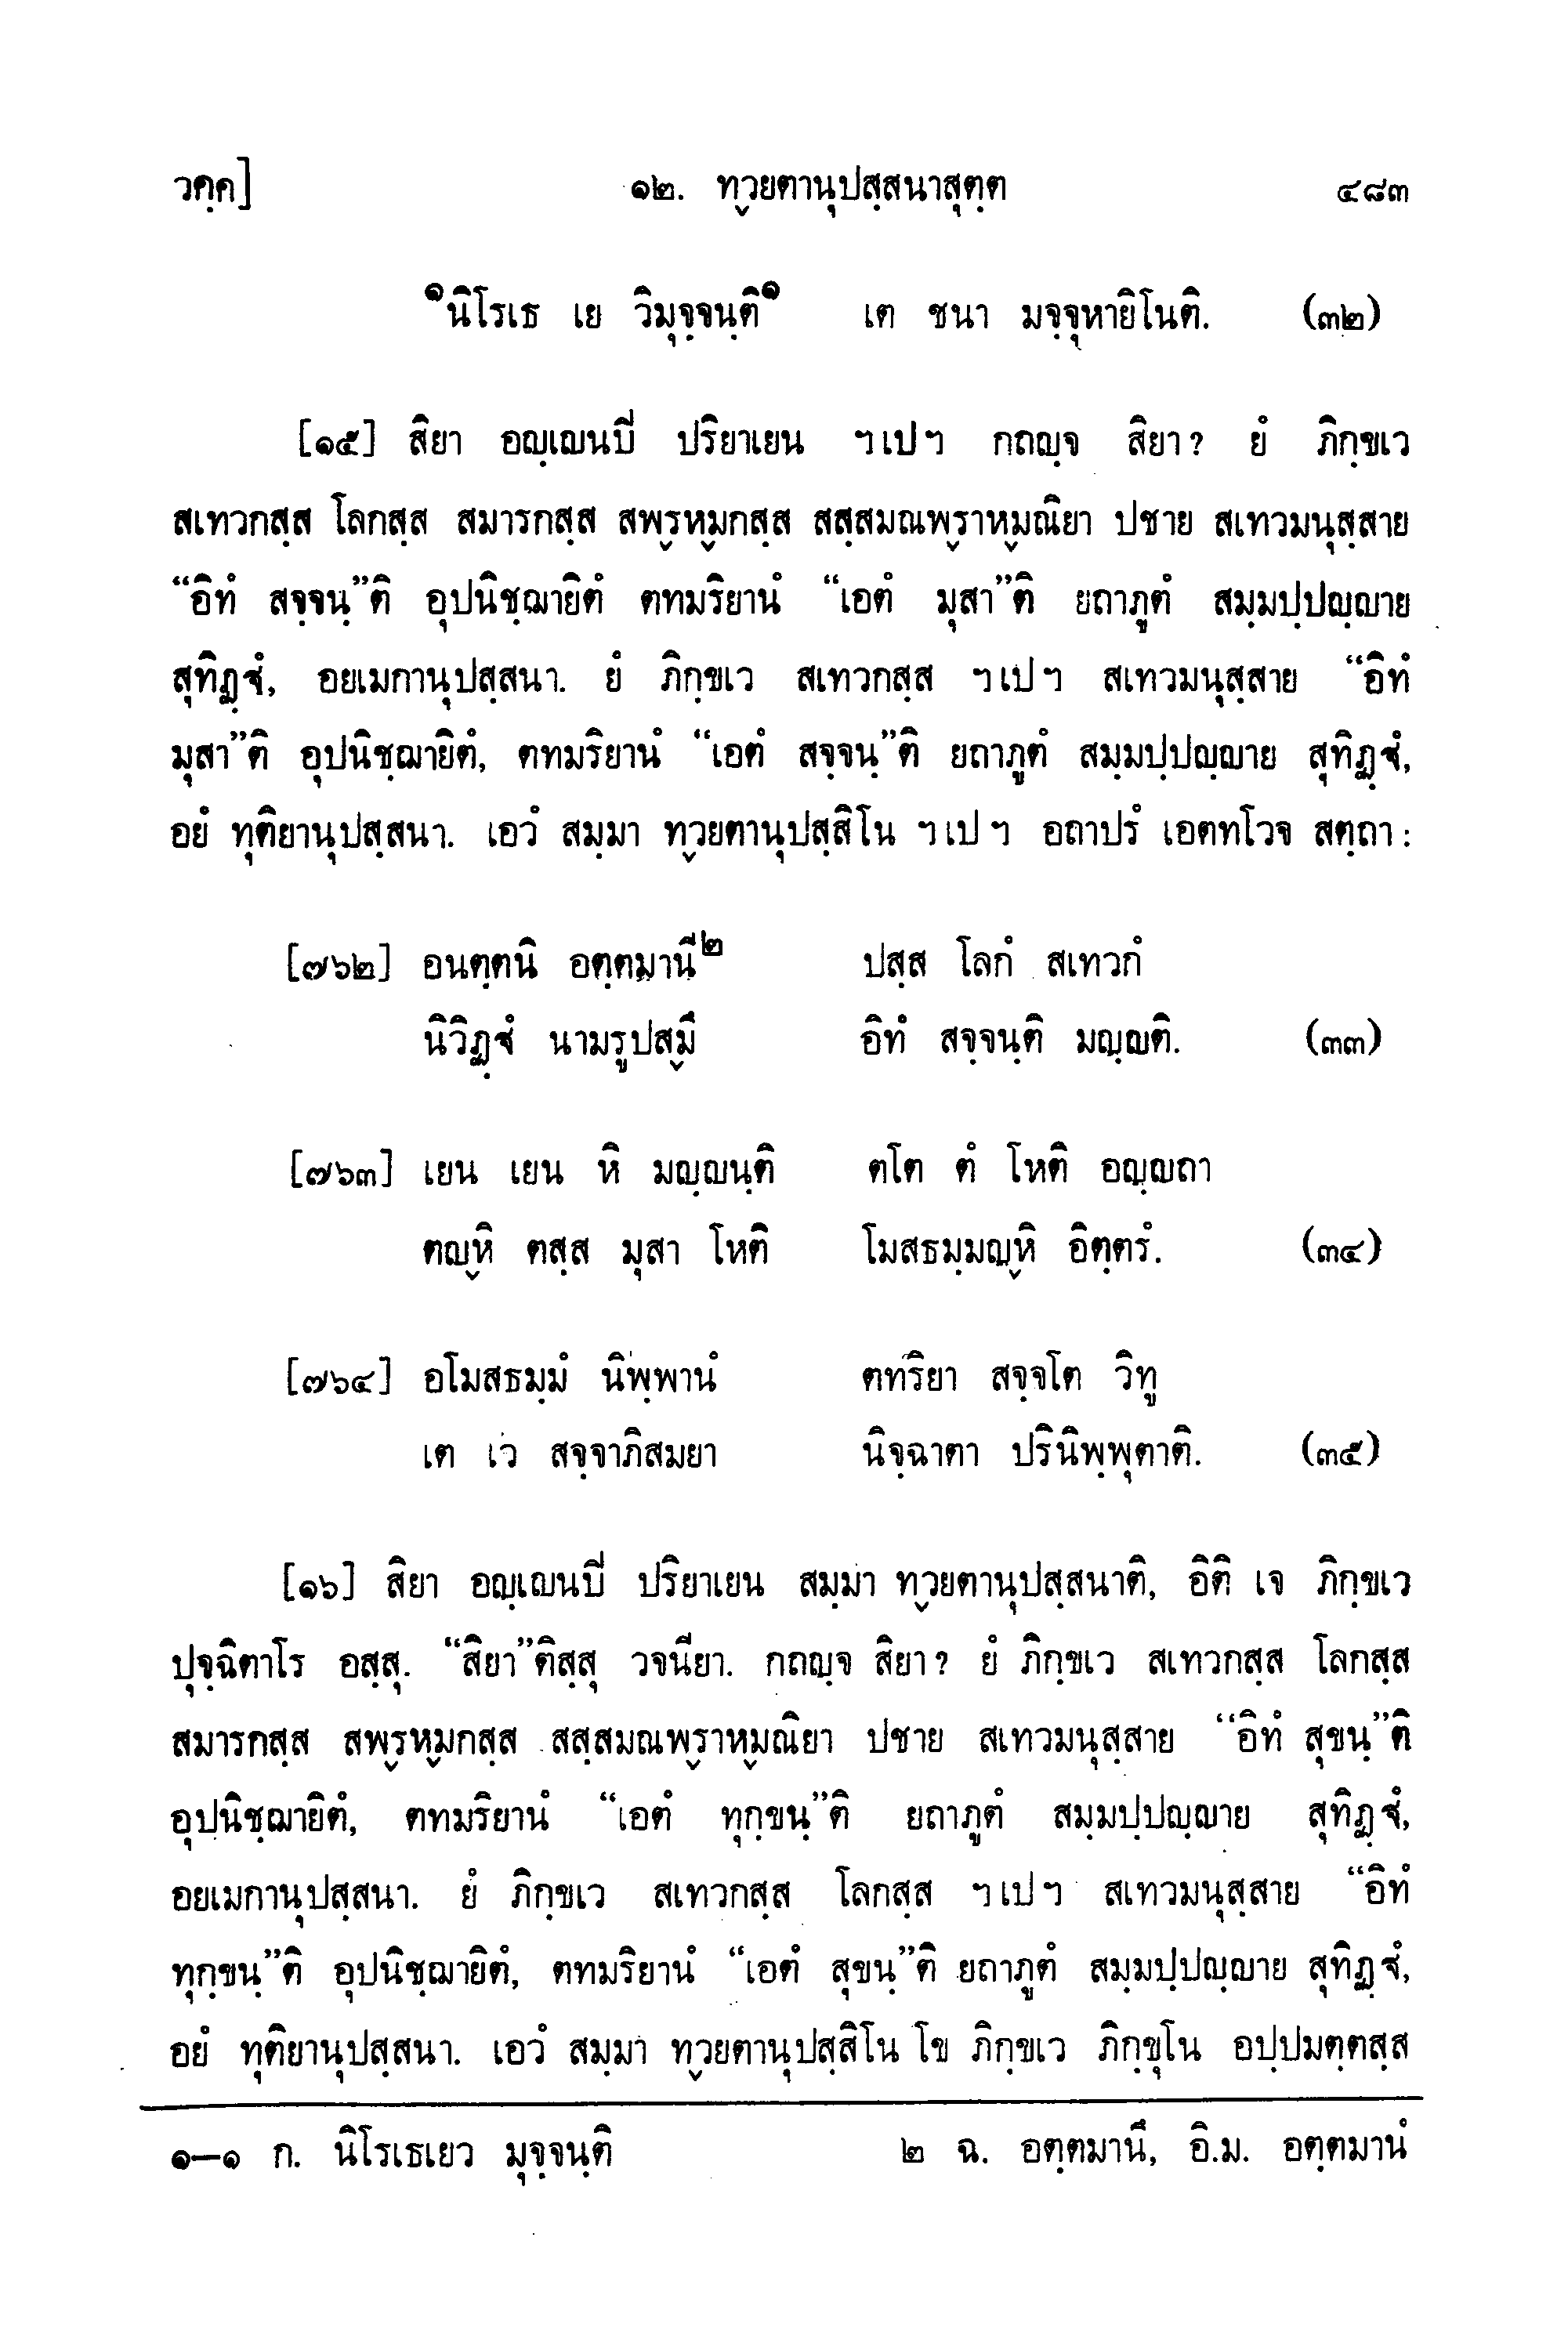 วคฺค] ๑๒. ทฺวยตานุปสฺสนาสุตฺต ๔๘๓
๑นิโรเธ เย วิมุจฺจนฺติ๑ เต ชนา มจฺจุหายิโนติ. (๓๒)
[๑๕] สิยา อญฺเญนปิ ปริยาเยน ฯเปฯ กถญฺจ สิยา? ยํ ภิกฺขเว
สเทวกสฺส โลกสฺส สมารกสฺส สพฺรหฺมกสฺส สสฺสมณพฺราหฺมณิยา ปชาย สเทวมนุสฺสาย
“อิทํ สจฺจนฺ”ติ อุปนิชฺฌายิตํ ตทมริยานํ “เอตํ มุสา”ติ ยถาภูตํ สมฺมปฺปญฺญาย
สุทิฏฺฐํ, อยเมกานุปสฺสนา. ยํ ภิกฺขเว สเทวกสฺส ฯเปฯ สเทวมนุสฺสาย “อิทํ
มุสา”ติ อุปนิชฺฌายิตํ, ตทมริยานํ “เอตํ สจฺจนฺ”ติ ยถาภูตํ สมฺมปฺปญฺญาย สุทิฏฺฐํ,
อยํ ทุติยานุปสฺสนา. เอวํ สมฺมา ทฺวยตานุปสฺสิโน ฯเปฯ อถาปรํ เอตทโวจ สตฺถา :
[๗๖๒] อนตฺตนิ อตฺตมานี๒ ปสฺส โลกํ สเทวกํ
นิวิฏฺฐํ นามรูปสฺมึ อิทํ สจฺจนฺติ มญฺญติ. (๓๓)
[๗๖๓] เยน เยน หิ มญฺญนฺติ ตโต ตํ โหติ อญฺญถา
ตญฺหิ ตสฺส มุสา โหติ โมสธมฺมญฺหิ อิตฺตรํ. (๓๔)
[๗๖๔] อโมสธมฺมํ นิพฺพานํ ตทริยา สจฺจโต วิทู
เต เว สจฺจาภิสมยา นิจฺฉาตา ปรินิพฺพุตาติ. (๓๕)
[๑๖] สิยา อญฺเญนปิ ปริยาเยน สมฺมา ทฺวยตานุปสฺสนาติ, อิติ เจ ภิกฺขเว
ปุจฺฉิตาโร อสฺสุ. “สิยา”ติสฺสุ วจนียา. กถญฺจ สิยา? ยํ ภิกฺขเว สเทวกสฺส โลกสฺส
สมารกสฺส สพฺรหฺมกสฺส สสฺสมณพฺราหฺมณิยา ปชาย สเทวมนุสฺสาย “อิทํ สุขนฺ”ติ
อุปนิชฺฌายิตํ, ตทมริยานํ “เอตํ ทุกฺขนฺ”ติ ยถาภูตํ สมฺมปฺปญฺญาย สุทิฏฺฐํ,
อยเมกานุปสฺสนา. ยํ ภิกฺขเว สเทวกสฺส โลกสฺส ฯเปฯ สเทวมนุสฺสาย “อิทํ
ทุกฺขนฺ”ติ อุปนิชฺฌายิตํ, ตทมริยานํ “เอตํ สุขนฺ”ติ ยถาภูตํ สมฺมปฺปญฺญาย สุทิฏฺฐํ,
อยํ ทุติยานุปสฺสนา. เอวํ สมฺมา ทฺวยตานุปสฺสิโน โข ภิกฺขเว ภิกฺขุโน อปฺปมตฺตสฺส
๑–๑ ก. นิโรเธเยว มุจฺจนฺติ ๒ ฉ. อตฺตมานึ, อิ.ม. อตฺตมานํ